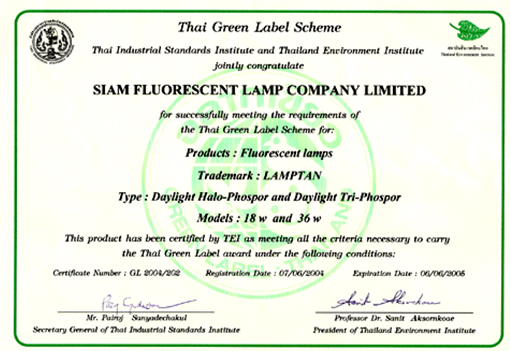 Thai Green Label Scheme
Thai Industrial Standards Institute and Thailand Environment Institute
jointly congratulate
Thailand Environment Institute
SIAM FLUORESCENT LAMP COMPANY LIMITED
for successfully meeting the requirements of
the Thai Green Label Scheme for:
Products : Fluorescent lamps
Trademark : LAMPTAN
Type : Daylight Halo-Phospor and Daylight Tri-Phospor
Models : 18 w and 36 w
GREEN LABEL : THAILAND
This product has been certified by TEI as meeting all the criteria necessary to carry
the Thai Green Label award under the following conditions:
Certificate Number : GL 2004/202 Registration Date : 07/06/2004 Expiration Date : 06/06/2005
Mr. Pairoj Sanyadechakul Professor Dr. Sanit Aksornkoae
Secretary General of Thai Industrial Standards Institute President of Thailand Environment Institute